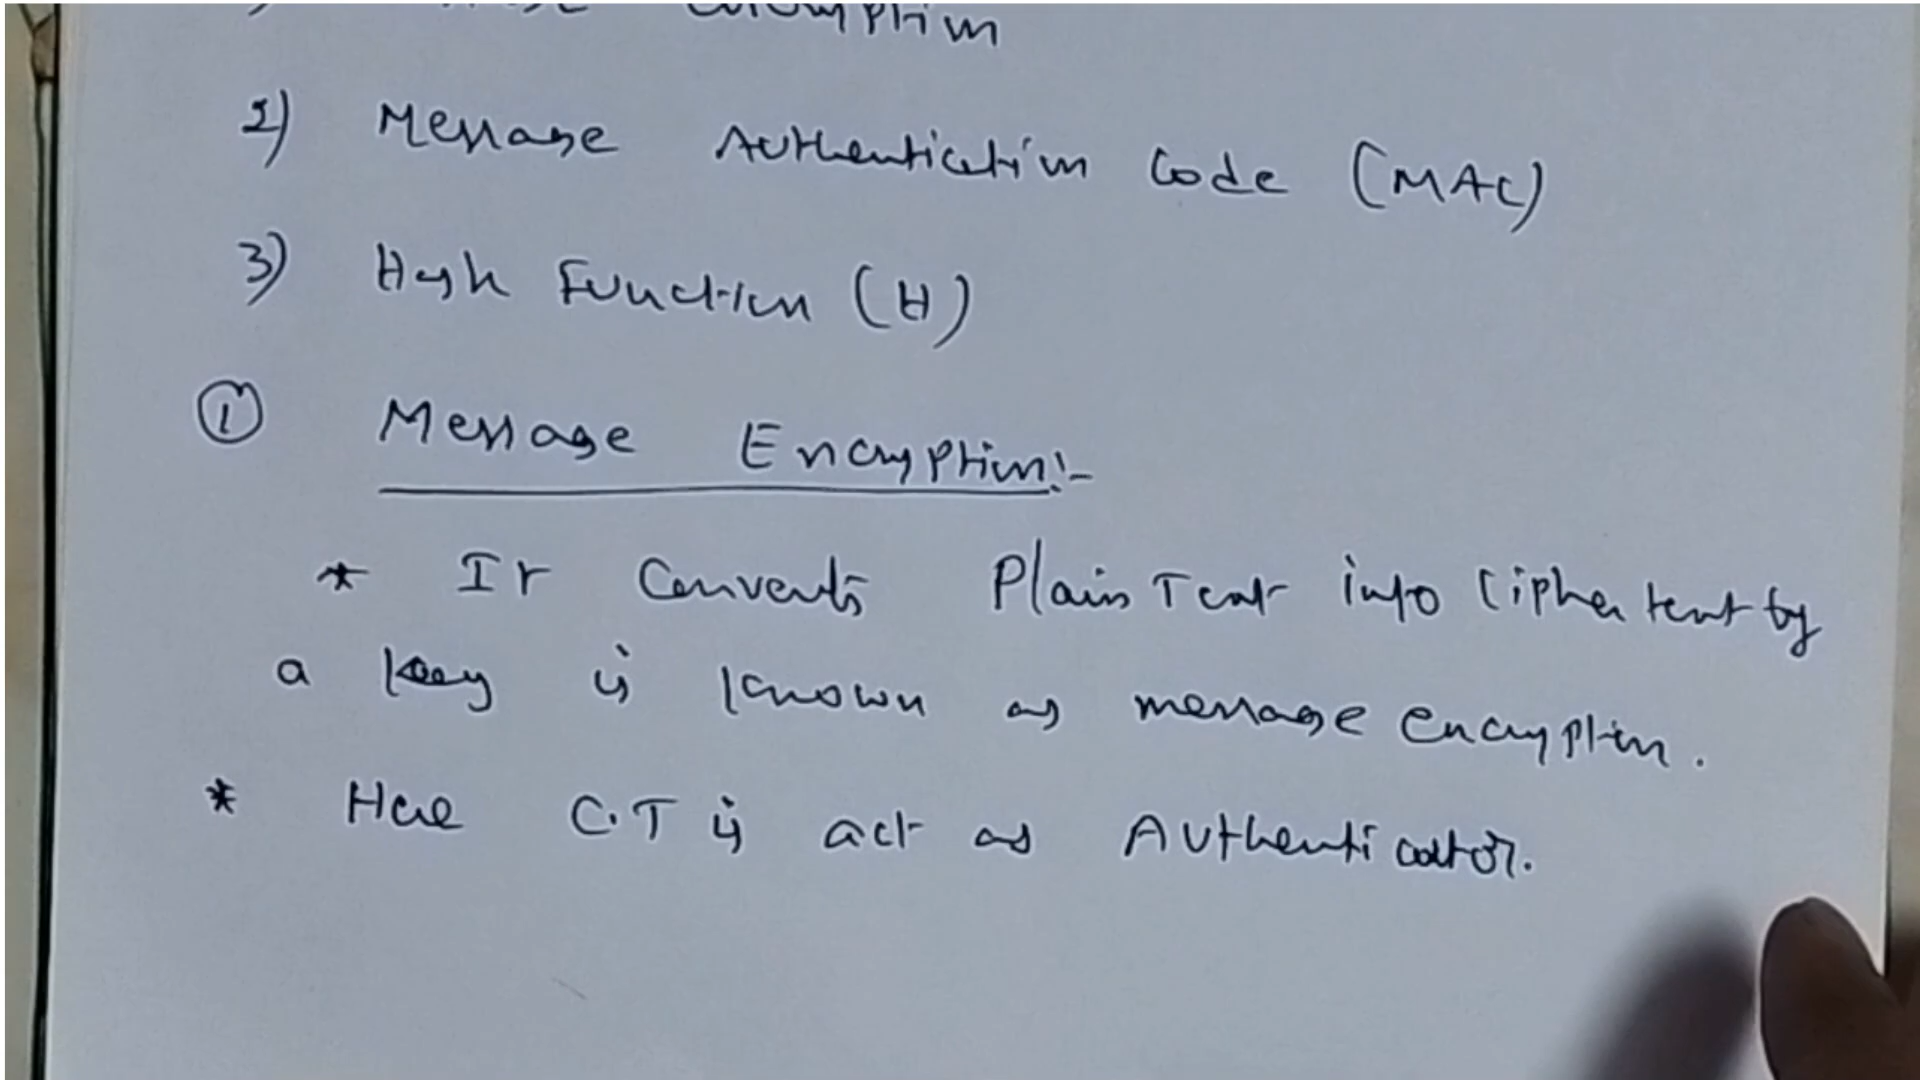 Encryption
2) Message Authentication Code (MAC)
3) Hash Function (H)
① Message Encryption:-
* It Converts Plain Text into Cipher text by
a key is known as message encryption.
* Here C.T is act as Authenticator.